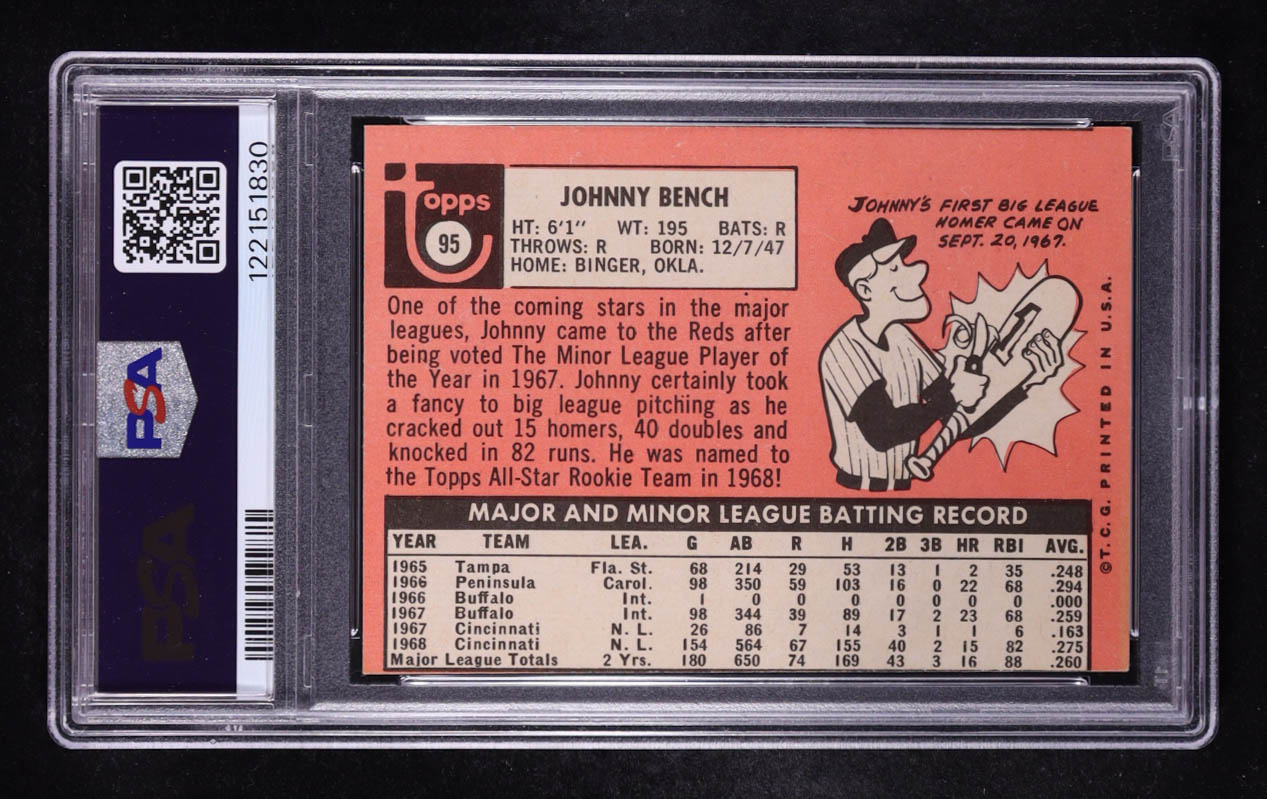 12215183​0
PSA
PSA
Topps
95
JOHNNY BENCH
HT: 6'1" WT: 195 BATS: R
THROWS: R BORN: 12/7/47
HOME: BINGER, OKLA.
JOHNNY'S FIRST BIG LEAGUE
HOMER CAME ON
SEPT. 20, 1967.
1
One of the coming stars in the major
leagues, Johnny came to the Reds after
being voted The Minor League Player of
the Year in 1967. Johnny certainly took
a fancy to big league pitching as he
cracked out 15 homers, 40 doubles and
knocked in 82 runs. He was named to
the Topps All-Star Rookie Team in 1968!
MAJOR AND MINOR LEAGUE BATTING RECORD
YEAR TEAM LEA. G AB R H 2B 3B HR RBI AVG.
1965 Tampa Fla. St. 68 214 29 53 13 1 2 35 .248
1966 Peninsula Carol. 98 350 59 103 16 0 22 68 .294
1966 Buffalo Int. 1 0 0 0 0 0 0 0 .000
1967 Buffalo Int. 98 344 39 89 17 2 23 68 .259
1967 Cincinnati N. L. 26 86 7 14 3 1 1 6 .163
1968 Cincinnati N. L. 154 564 67 155 40 2 15 82 .275
Major League Totals 2 Yrs. 180 650 74 169 43 3 16 88 .260
©T. C. G. PRINTED IN U.S.A.